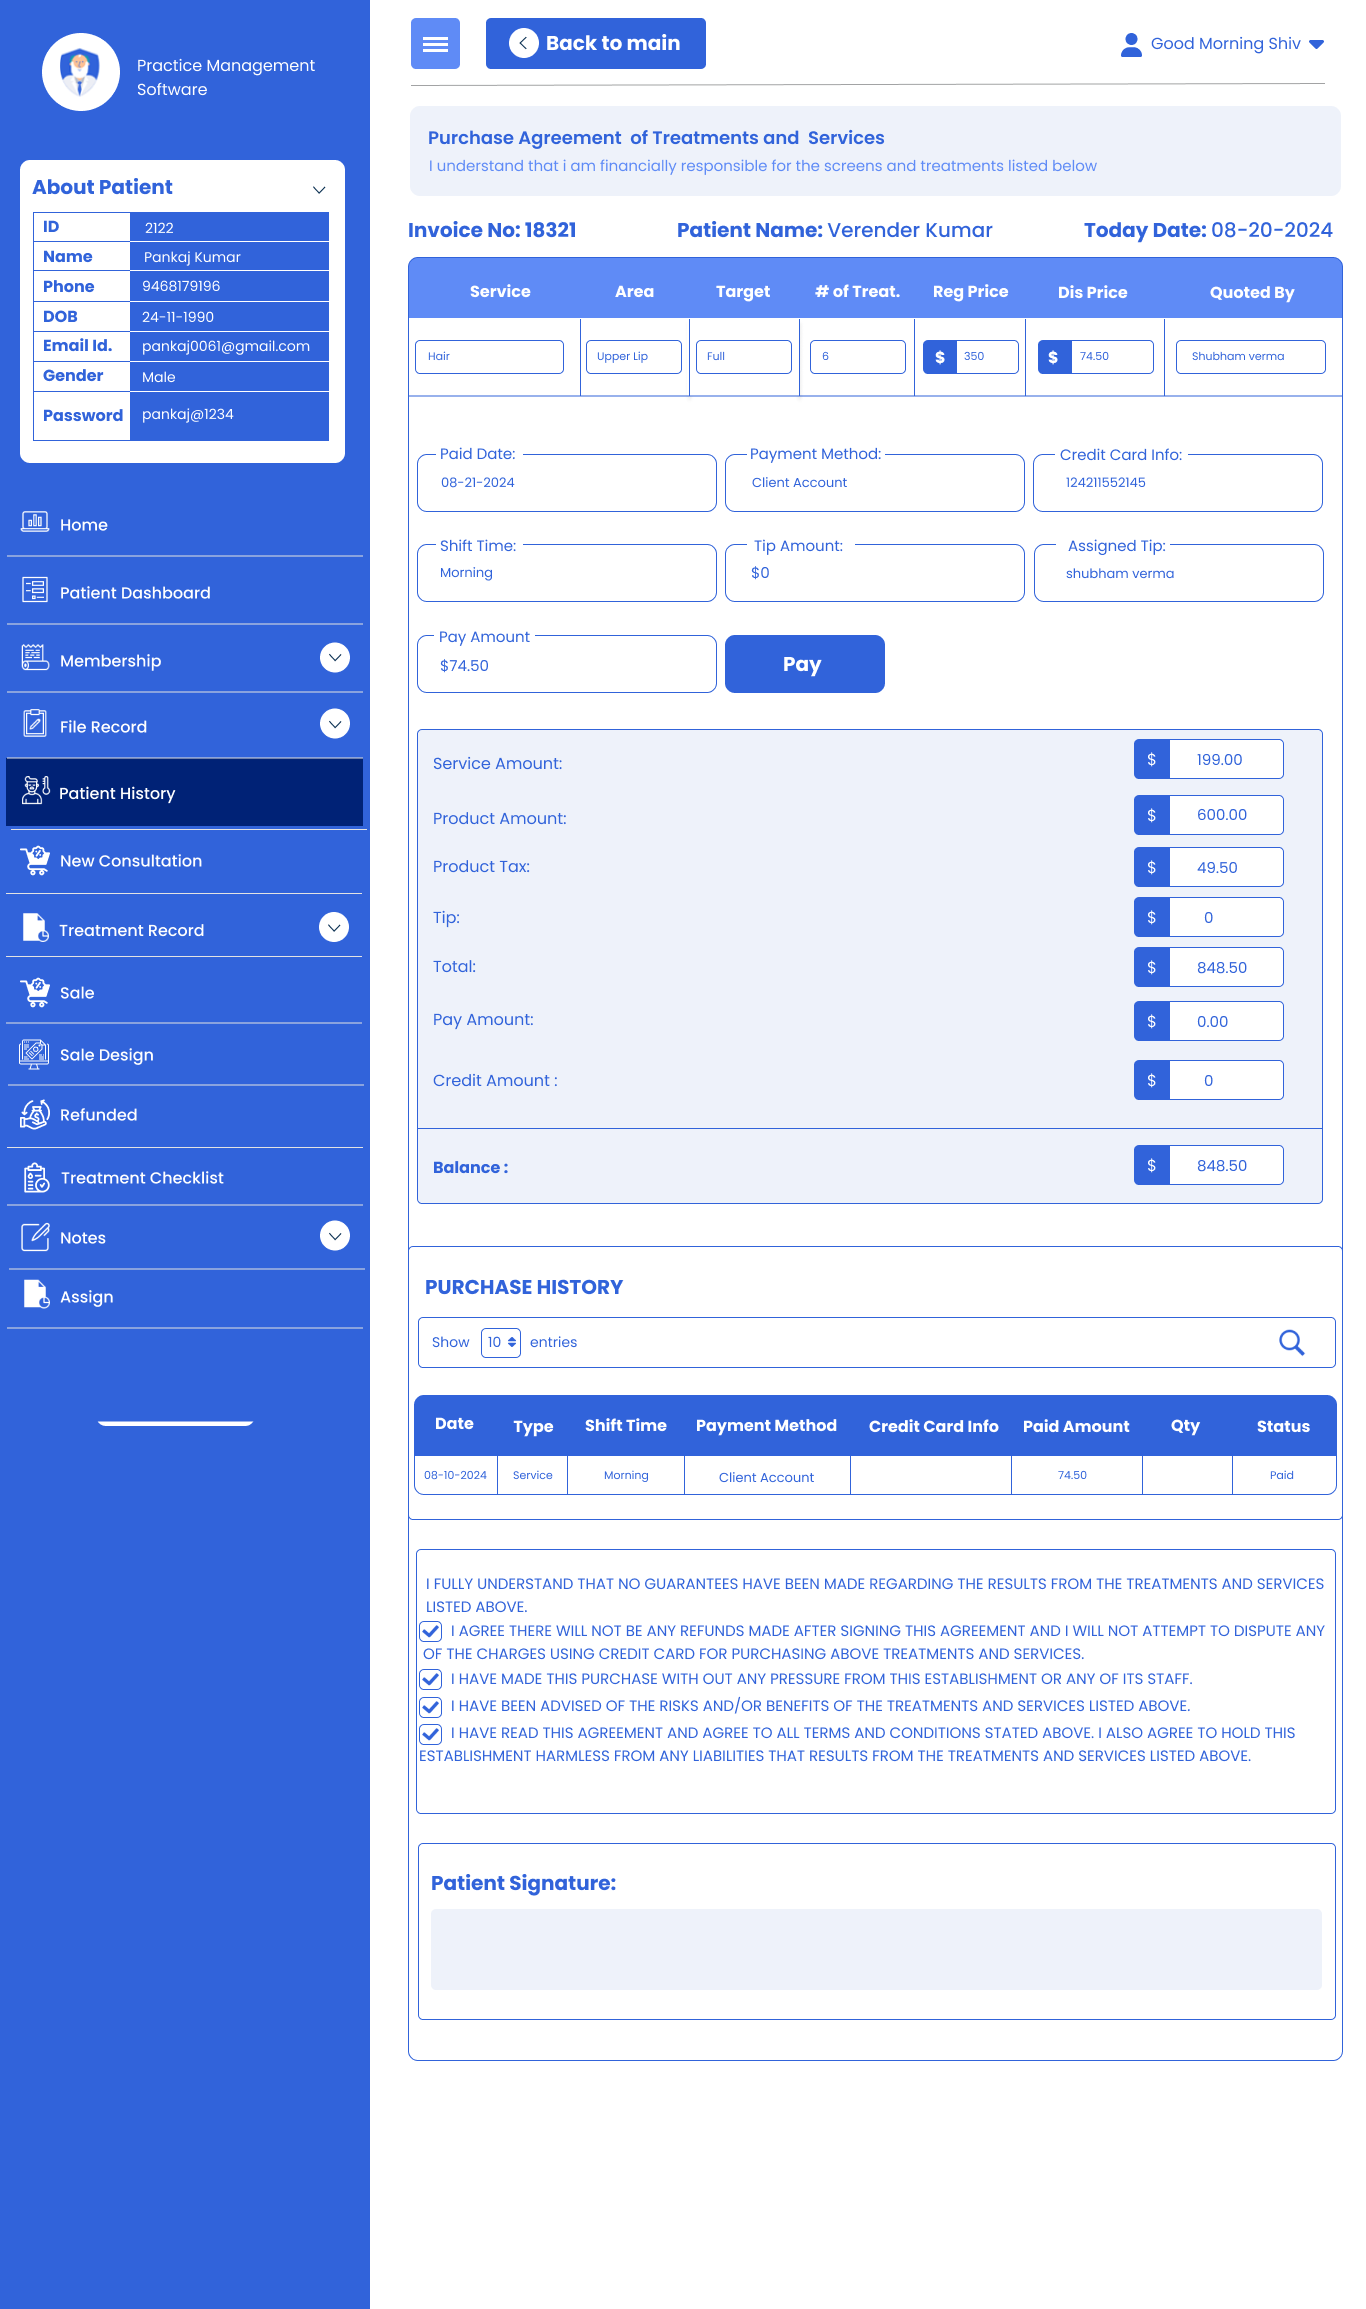 Practice Management
Software
About Patient
ID 2122
Name Pankaj Kumar
Phone 9468179196
DOB 24-11-1990
Email Id. pankaj0061@gmail.com
Gender Male
Password pankaj@1234
Home
Patient Dashboard
Membership
File Record
Patient History
New Consultation
Treatment Record
Sale
Sale Design
Refunded
Treatment Checklist
Notes
Assign
Back to main
Good Morning Shiv
Purchase Agreement of Treatments and Services
I understand that i am financially responsible for the screens and treatments listed below
Invoice No: 18321 Patient Name: Verender Kumar Today Date: 08-20-2024
Service Area Target # of Treat. Reg Price Dis Price Quoted By
Hair Upper Lip Full 6 $ 350 $ 74.50 Shubham verma
Paid Date: Payment Method: Credit Card Info:
08-21-2024 Client Account 124211552145
Shift Time: Tip Amount: Assigned Tip:
Morning $0 shubham verma
Pay Amount
$74.50 Pay
Service Amount: $ 199.00
Product Amount: $ 600.00
Product Tax: $ 49.50
Tip: $ 0
Total: $ 848.50
Pay Amount: $ 0.00
Credit Amount : $ 0
Balance : $ 848.50
PURCHASE HISTORY
Show 10 entries
Date Type Shift Time Payment Method Credit Card Info Paid Amount Qty Status
08-10-2024 Service Morning Client Account 74.50 Paid
I FULLY UNDERSTAND THAT NO GUARANTEES HAVE BEEN MADE REGARDING THE RESULTS FROM THE TREATMENTS AND SERVICES
LISTED ABOVE.
I AGREE THERE WILL NOT BE ANY REFUNDS MADE AFTER SIGNING THIS AGREEMENT AND I WILL NOT ATTEMPT TO DISPUTE ANY
OF THE CHARGES USING CREDIT CARD FOR PURCHASING ABOVE TREATMENTS AND SERVICES.
I HAVE MADE THIS PURCHASE WITH OUT ANY PRESSURE FROM THIS ESTABLISHMENT OR ANY OF ITS STAFF.
I HAVE BEEN ADVISED OF THE RISKS AND/OR BENEFITS OF THE TREATMENTS AND SERVICES LISTED ABOVE.
I HAVE READ THIS AGREEMENT AND AGREE TO ALL TERMS AND CONDITIONS STATED ABOVE. I ALSO AGREE TO HOLD THIS
ESTABLISHMENT HARMLESS FROM ANY LIABILITIES THAT RESULTS FROM THE TREATMENTS AND SERVICES LISTED ABOVE.
Patient Signature: